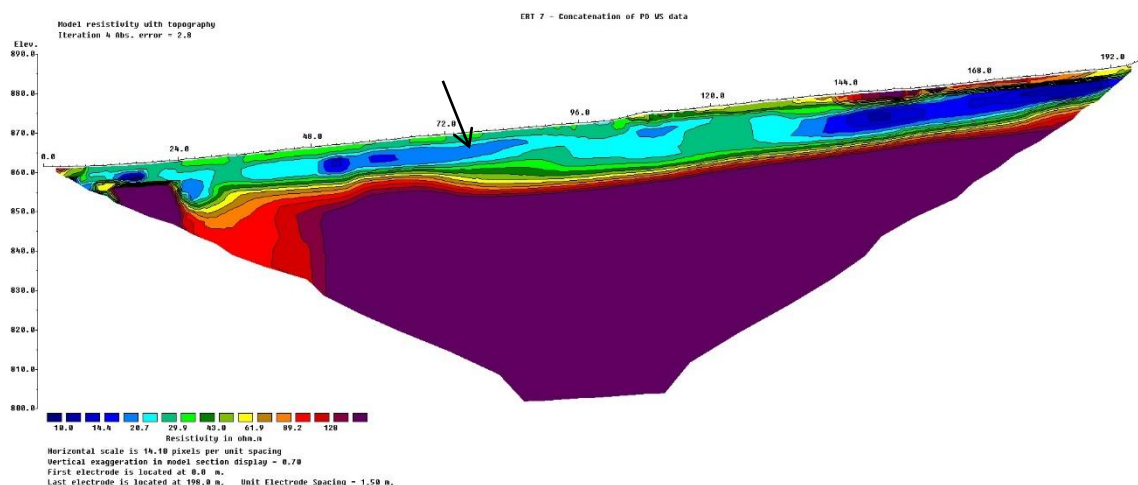 ERT 7 - Concatenation of PD WS data
Model resistivity with topography
Iteration 4 Abs. error = 2.8
Elev.
890.0
880.0
870.0
860.0
850.0
840.0
830.0
820.0
810.0
800.0
0.0
24.0
48.0
72.0
96.0
120.0
144.0
168.0
192.0
10.0 14.4 20.7 29.9 43.0 61.9 89.2 128
Resistivity in ohm.m
Horizontal scale is 14.10 pixels per unit spacing
Vertical exaggeration in model section display = 0.70
First electrode is located at 0.0 m.
Last electrode is located at 198.0 m. Unit Electrode Spacing = 1.50 m.